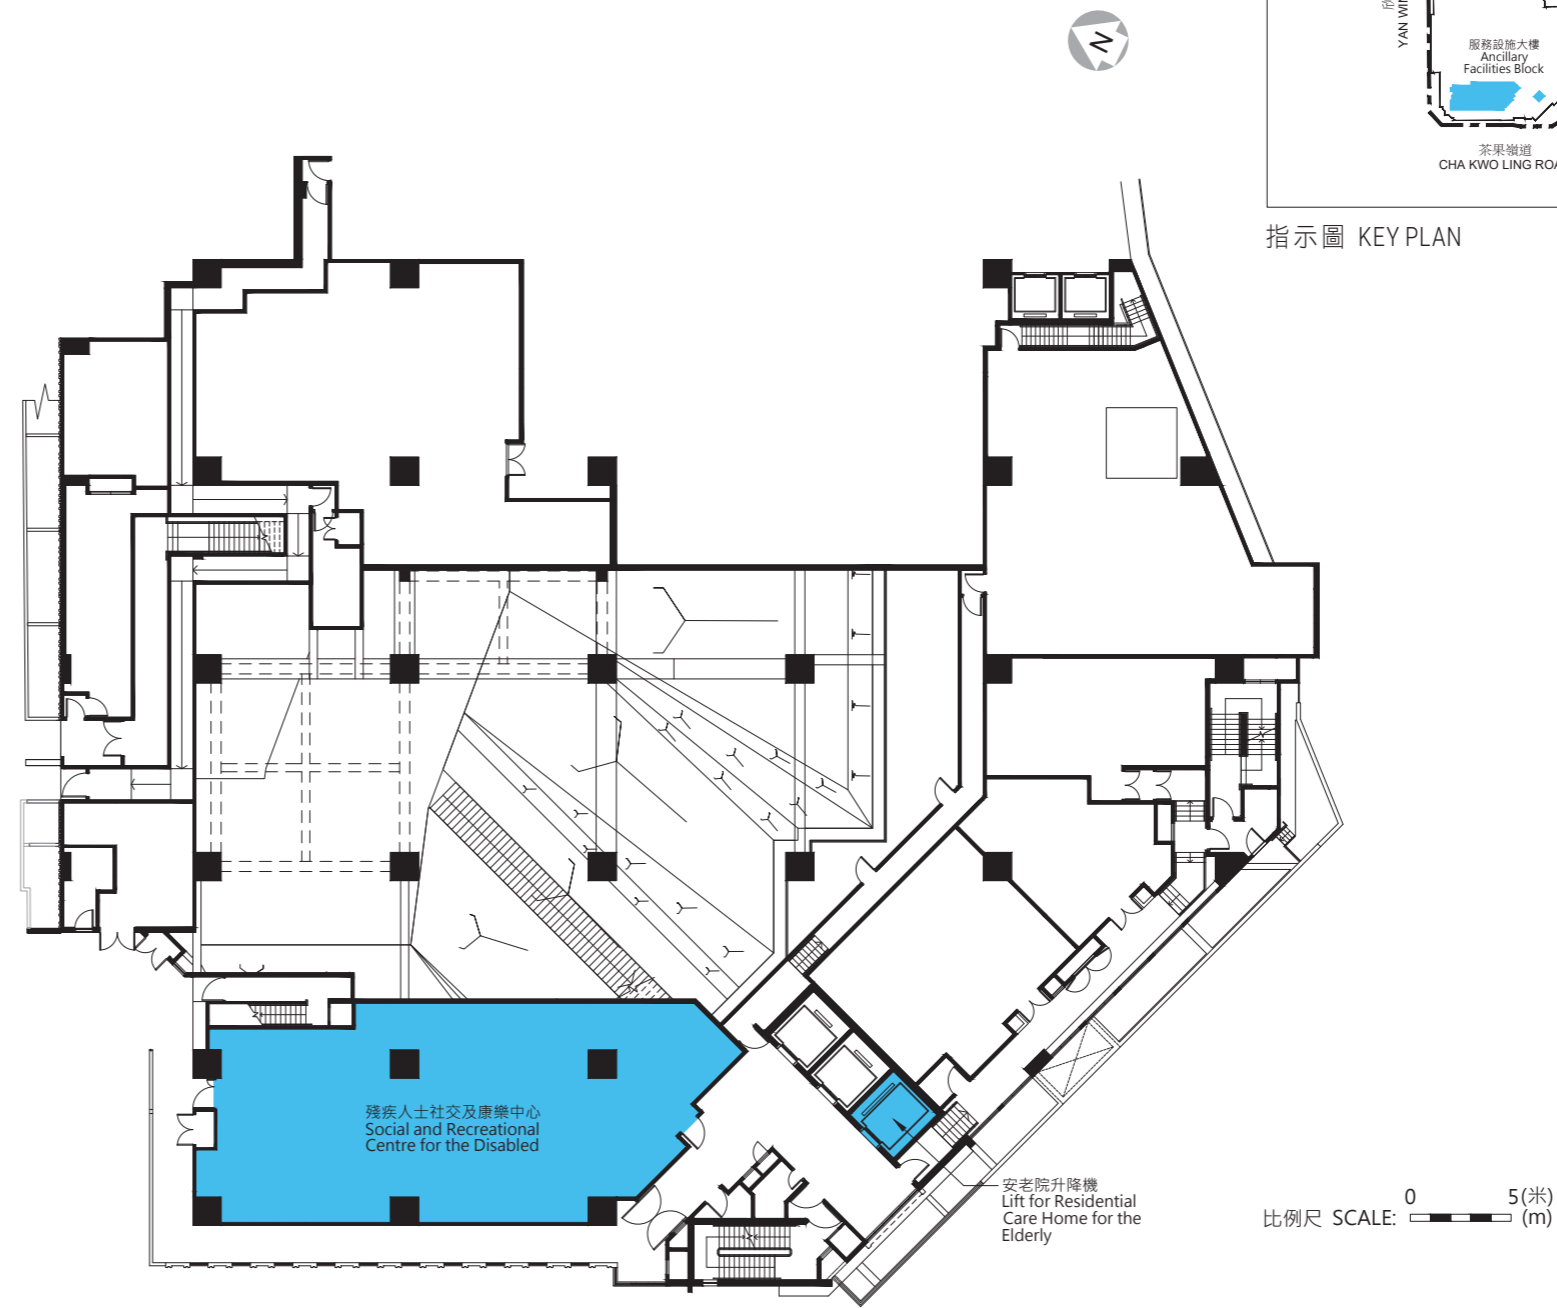 N
YAN WIN
服務設施大樓
Ancillary
Facilities Block
茶果嶺道
CHA KWO LING ROA
指示圖 KEY PLAN
殘疾人士社交及康樂中心
Social and Recreational
Centre for the Disabled
安老院升降機
Lift for Residential
Care Home for the
Elderly
0 5(米)
比例尺 SCALE: (m)